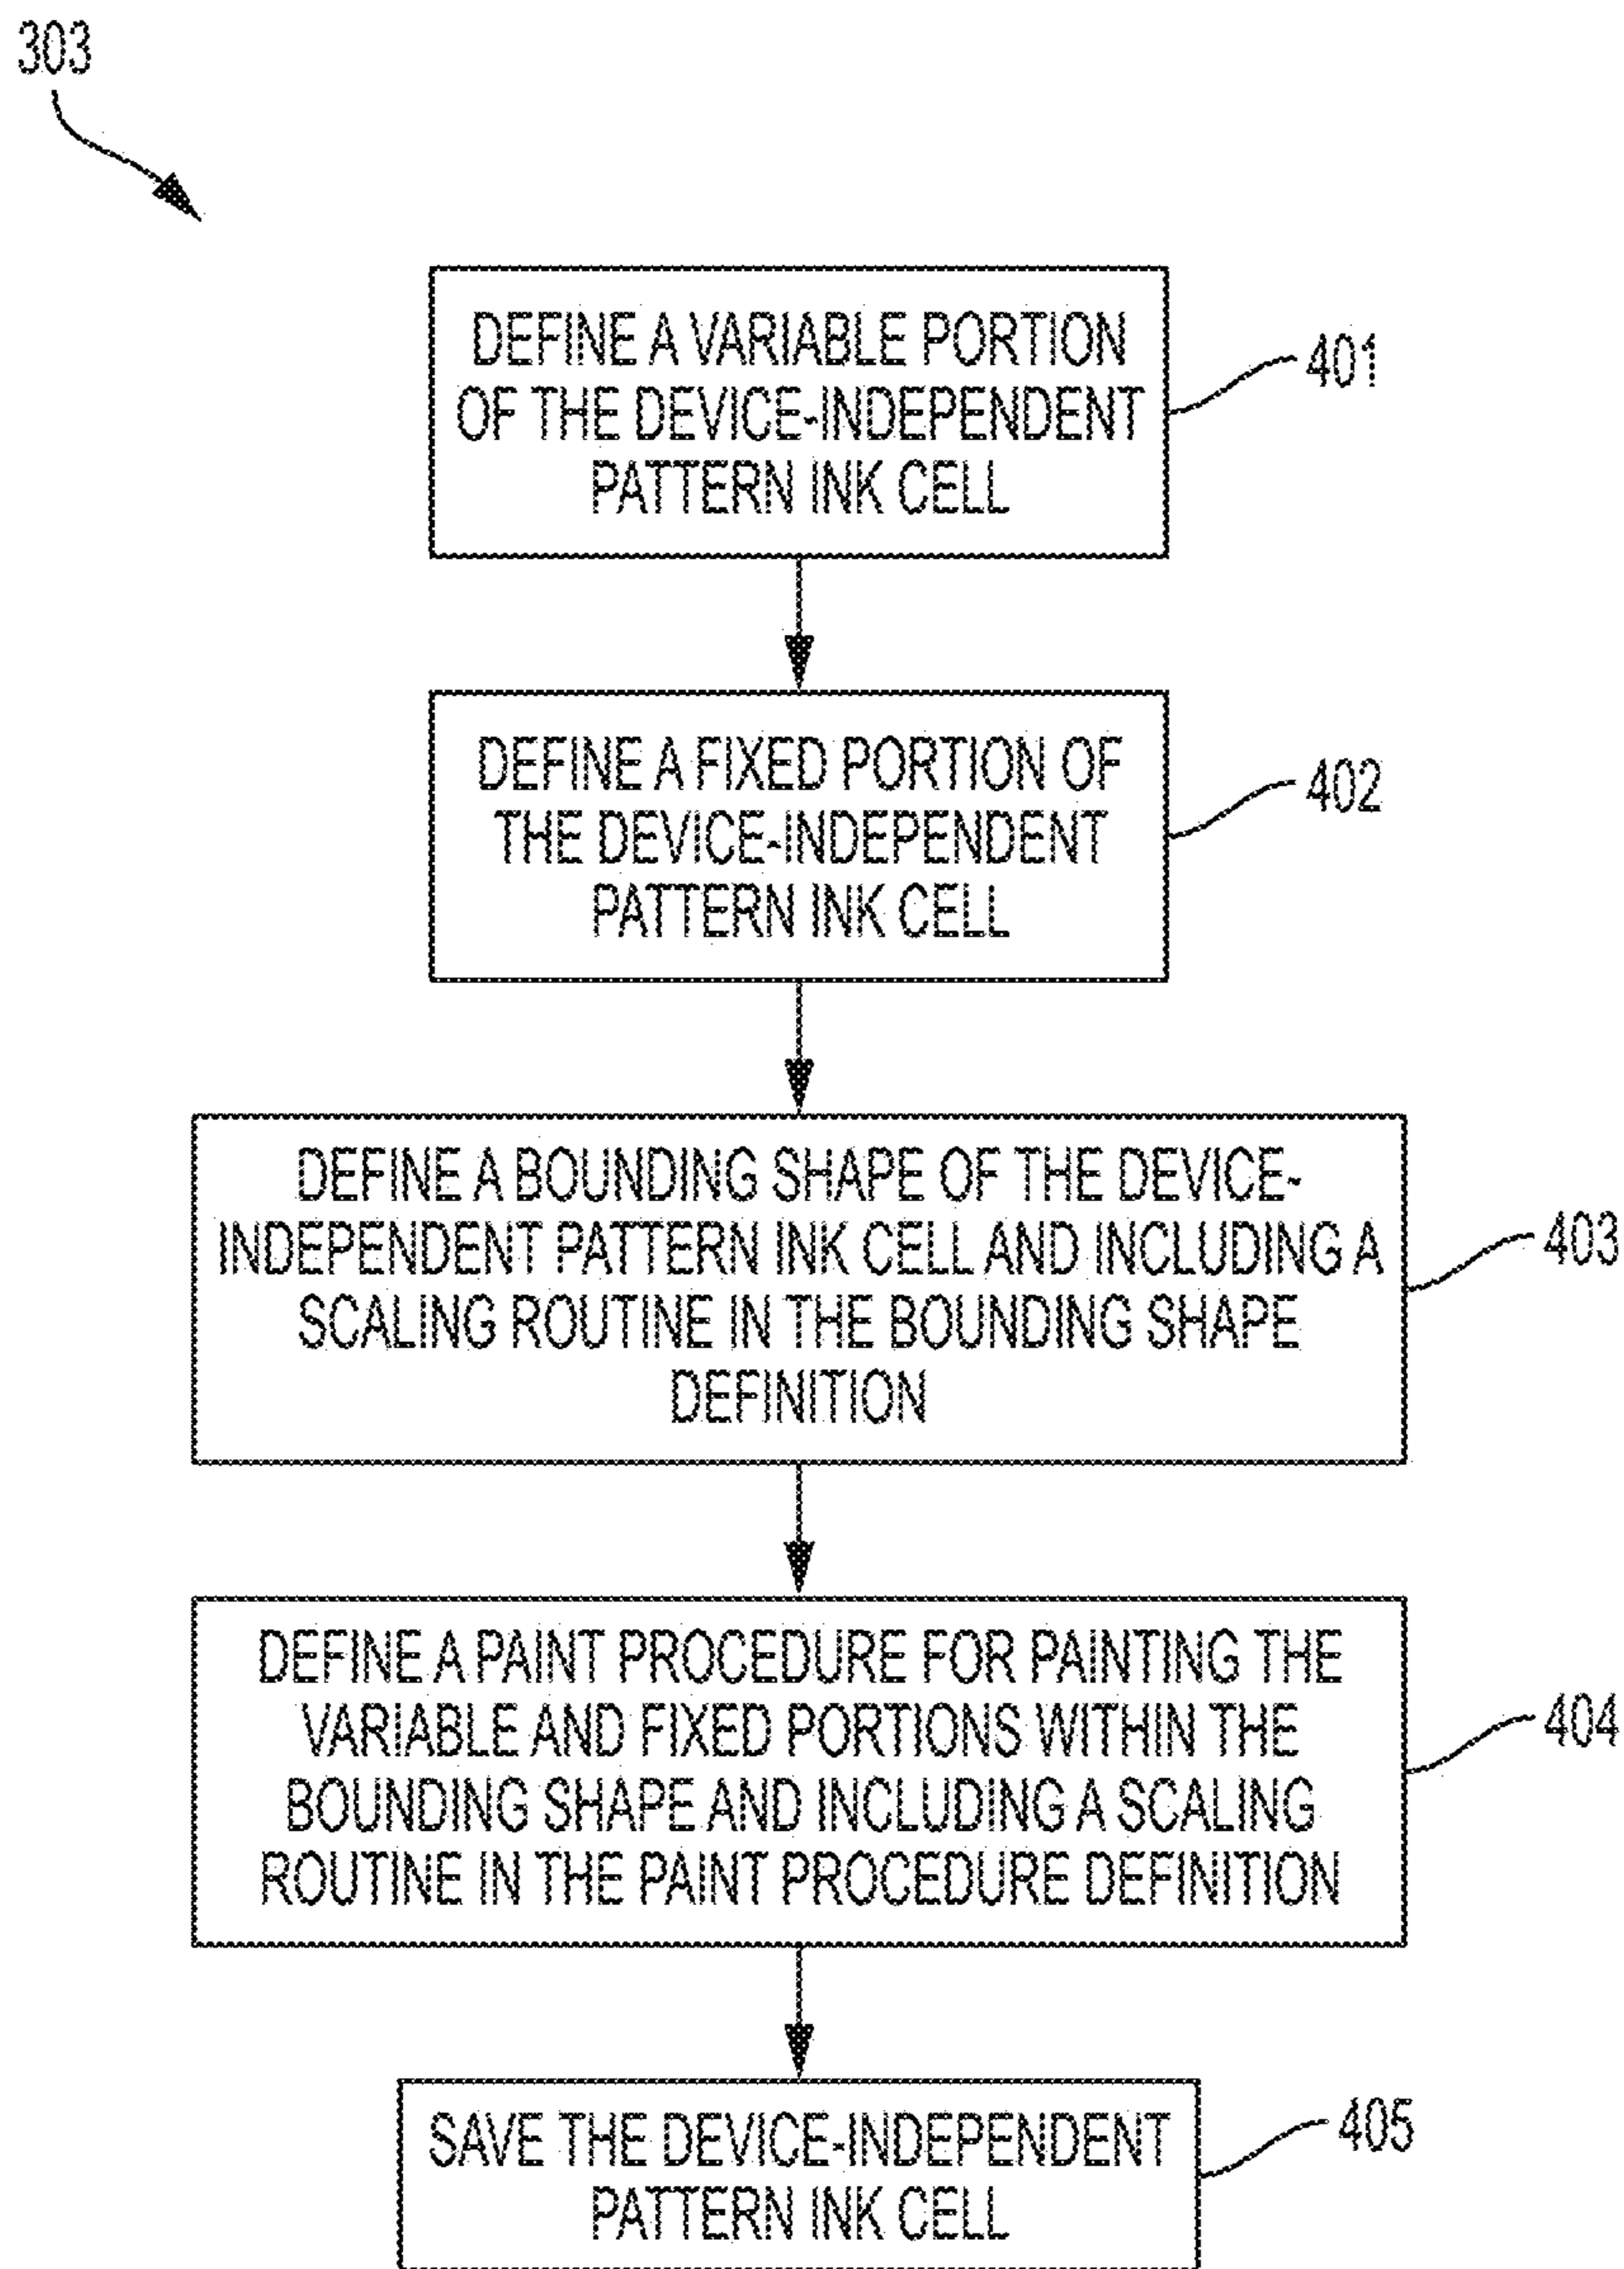 303
DEFINE A VARIABLE PORTION
OF THE DEVICE-INDEPENDENT
PATTERN INK CELL
401
DEFINE A FIXED PORTION OF
THE DEVICE-INDEPENDENT
PATTERN INK CELL
402
DEFINE A BOUNDING SHAPE OF THE DEVICE-
INDEPENDENT PATTERN INK CELL AND INCLUDING A
SCALING ROUTINE IN THE BOUNDING SHAPE
DEFINITION
403
DEFINE A PAINT PROCEDURE FOR PAINTING THE
VARIABLE AND FIXED PORTIONS WITHIN THE
BOUNDING SHAPE AND INCLUDING A SCALING
ROUTINE IN THE PAINT PROCEDURE DEFINITION
404
SAVE THE DEVICE-INDEPENDENT
PATTERN INK CELL
405